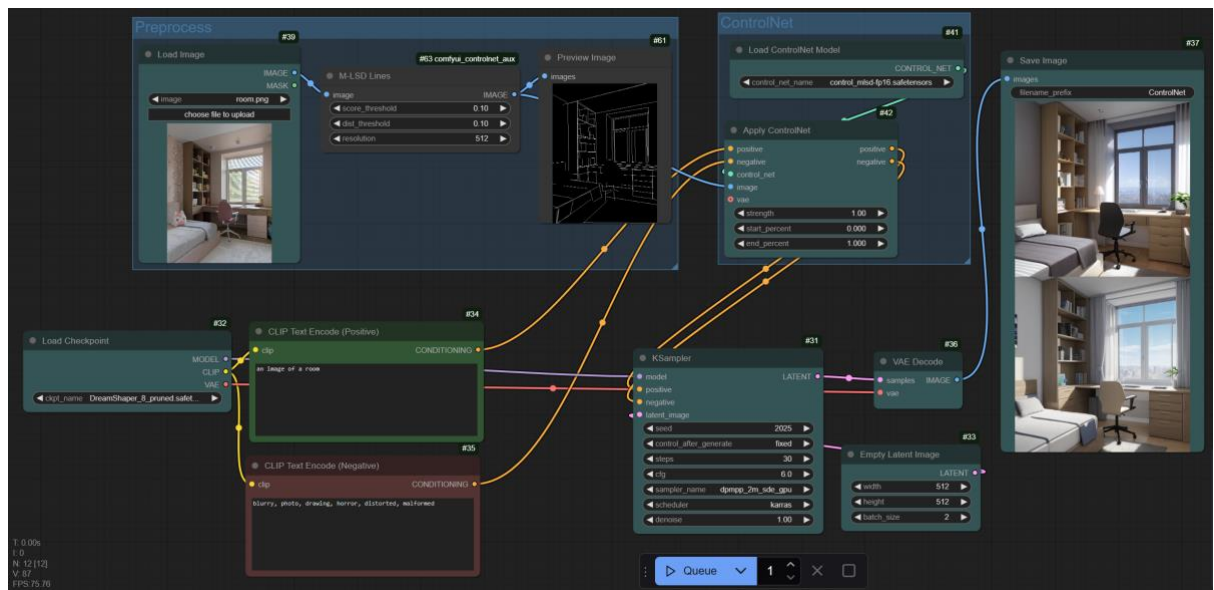 Preprocess
#39
Load Image
IMAGE
MASK
image room.png
choose file to upload
#63 comfyui_controlnet_aux
M-LSD Lines
image IMAGE
score_threshold 0.10
dist_threshold 0.10
resolution 512
#61
Preview Image
images
ControlNet
#41
Load ControlNet Model
CONTROL_NET
control_net_name control_mlsd-fp16.safetensors
#42
Apply ControlNet
positive positive
negative negative
control_net
image
vae
strength 1.00
start_percent 0.000
end_percent 1.000
#37
Save Image
images
filename_prefix ControlNet
#32
Load Checkpoint
MODEL
CLIP
VAE
ckpt_name DreamShaper_8_pruned.safet...
#34
CLIP Text Encode (Positive)
clip CONDITIONING
an image of a room
#35
CLIP Text Encode (Negative)
clip CONDITIONING
blurry, photo, drawing, horror, distorted, malformed
#31
KSampler
model LATENT
positive
negative
latent_image
seed 2025
control_after_generate fixed
steps 30
cfg 6.0
sampler_name dpmpp_2m_sde_gpu
scheduler karras
denoise 1.00
#36
VAE Decode
samples IMAGE
vae
#33
Empty Latent Image
LATENT
width 512
height 512
batch_size 2
T: 0.00s
I: 0
N: 12 [12]
V: 87
FPS:75.76
Queue 1